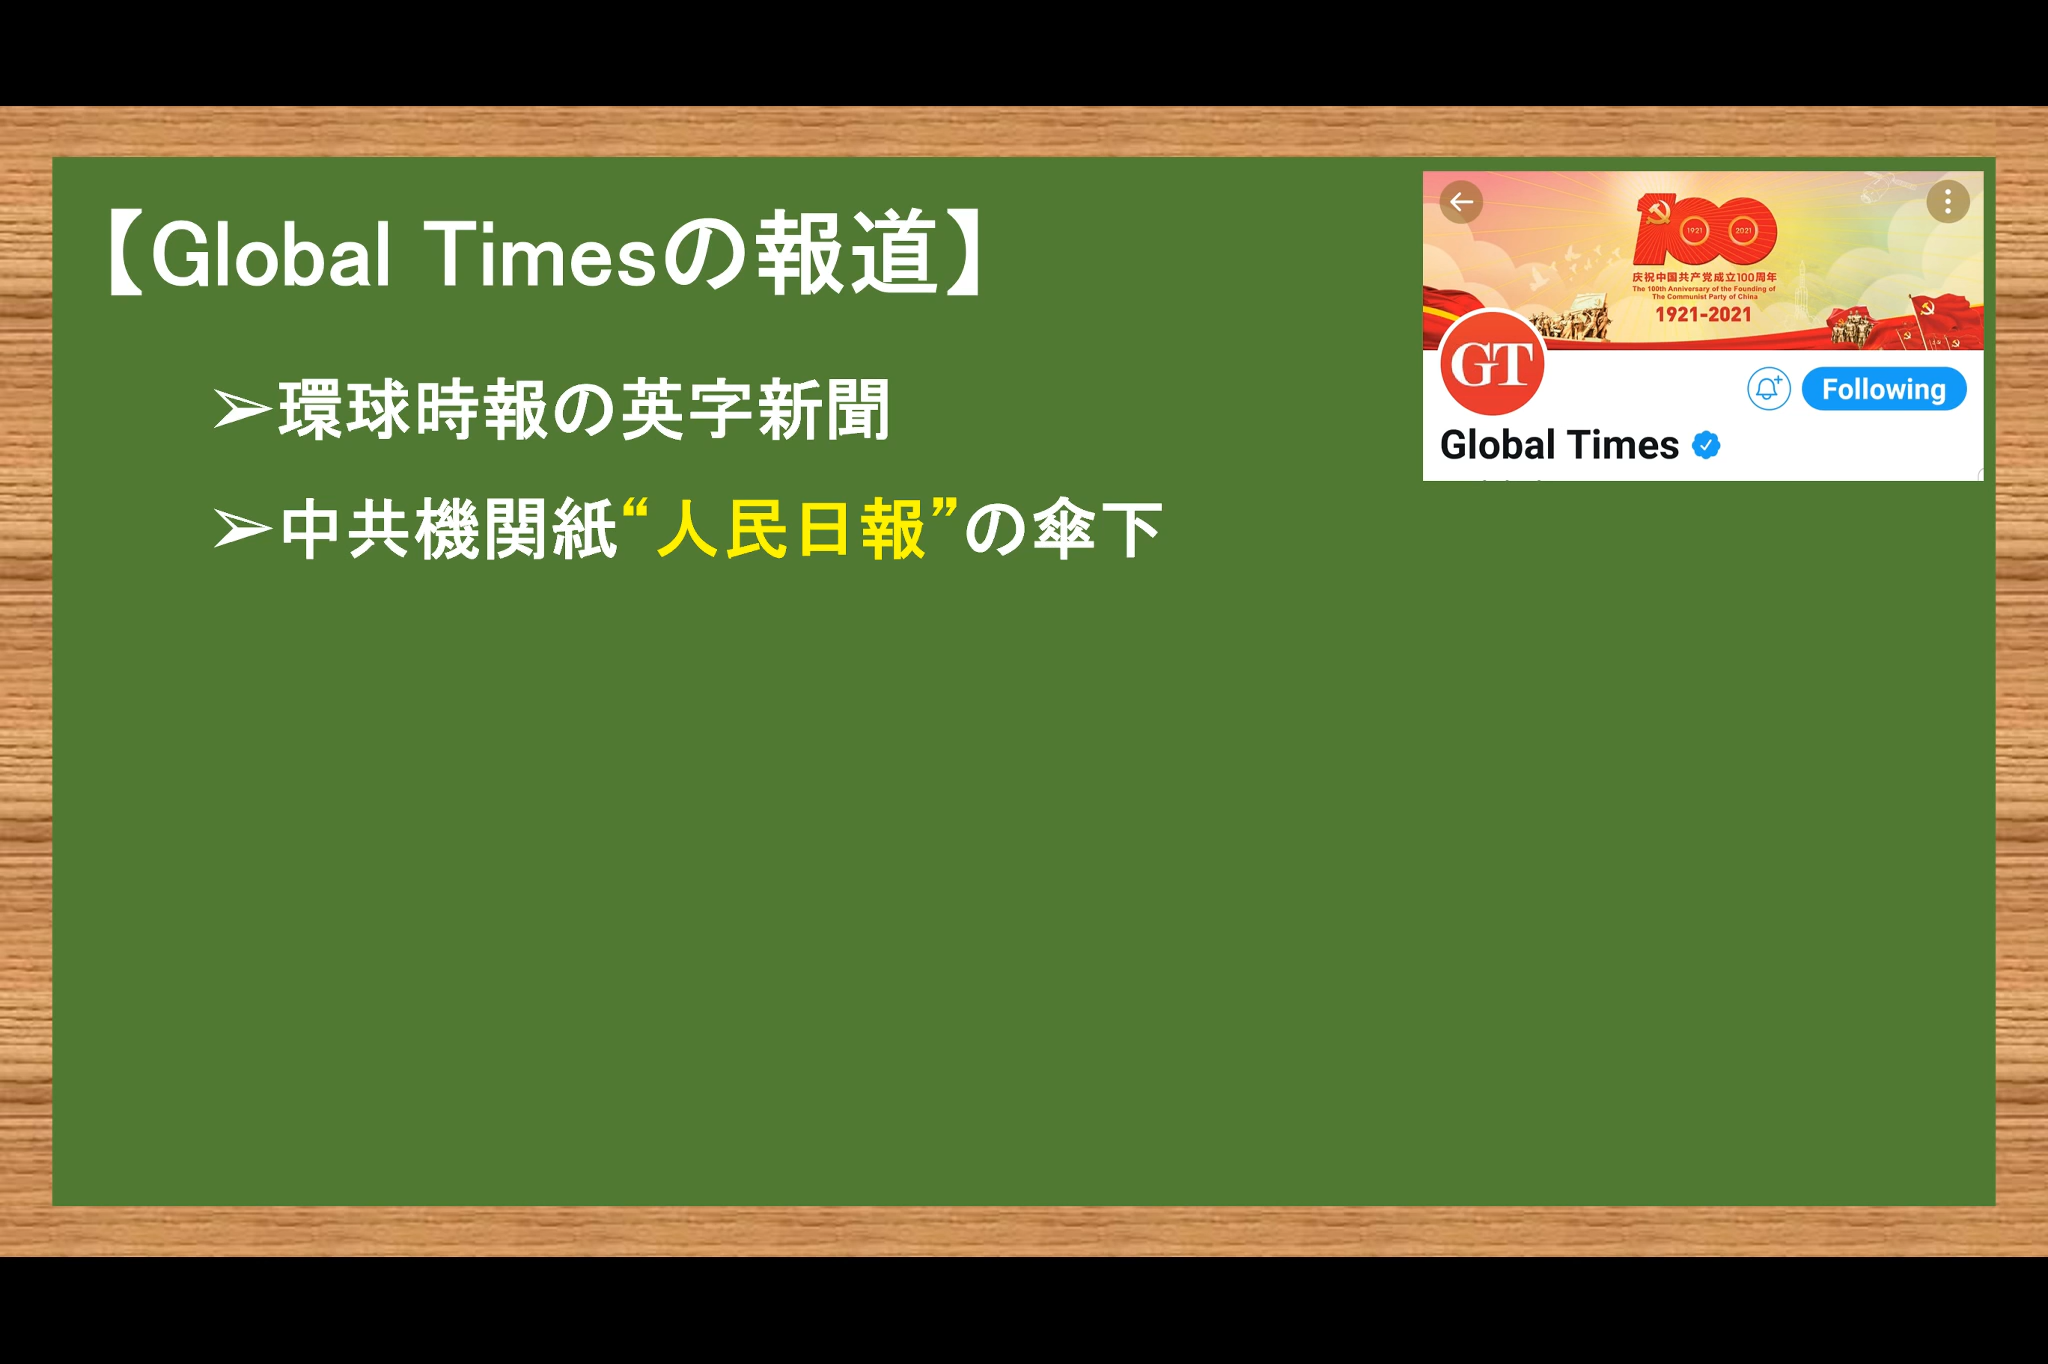 【Global Timesの報道】
➢環球時報の英字新聞
➢中共機関紙“人民日報”の傘下
100
1921 2021
庆祝中国共产党成立100周年
The 100th Anniversary of the Founding of
The Communist Party of China
1921-2021
GT
Following
Global Times